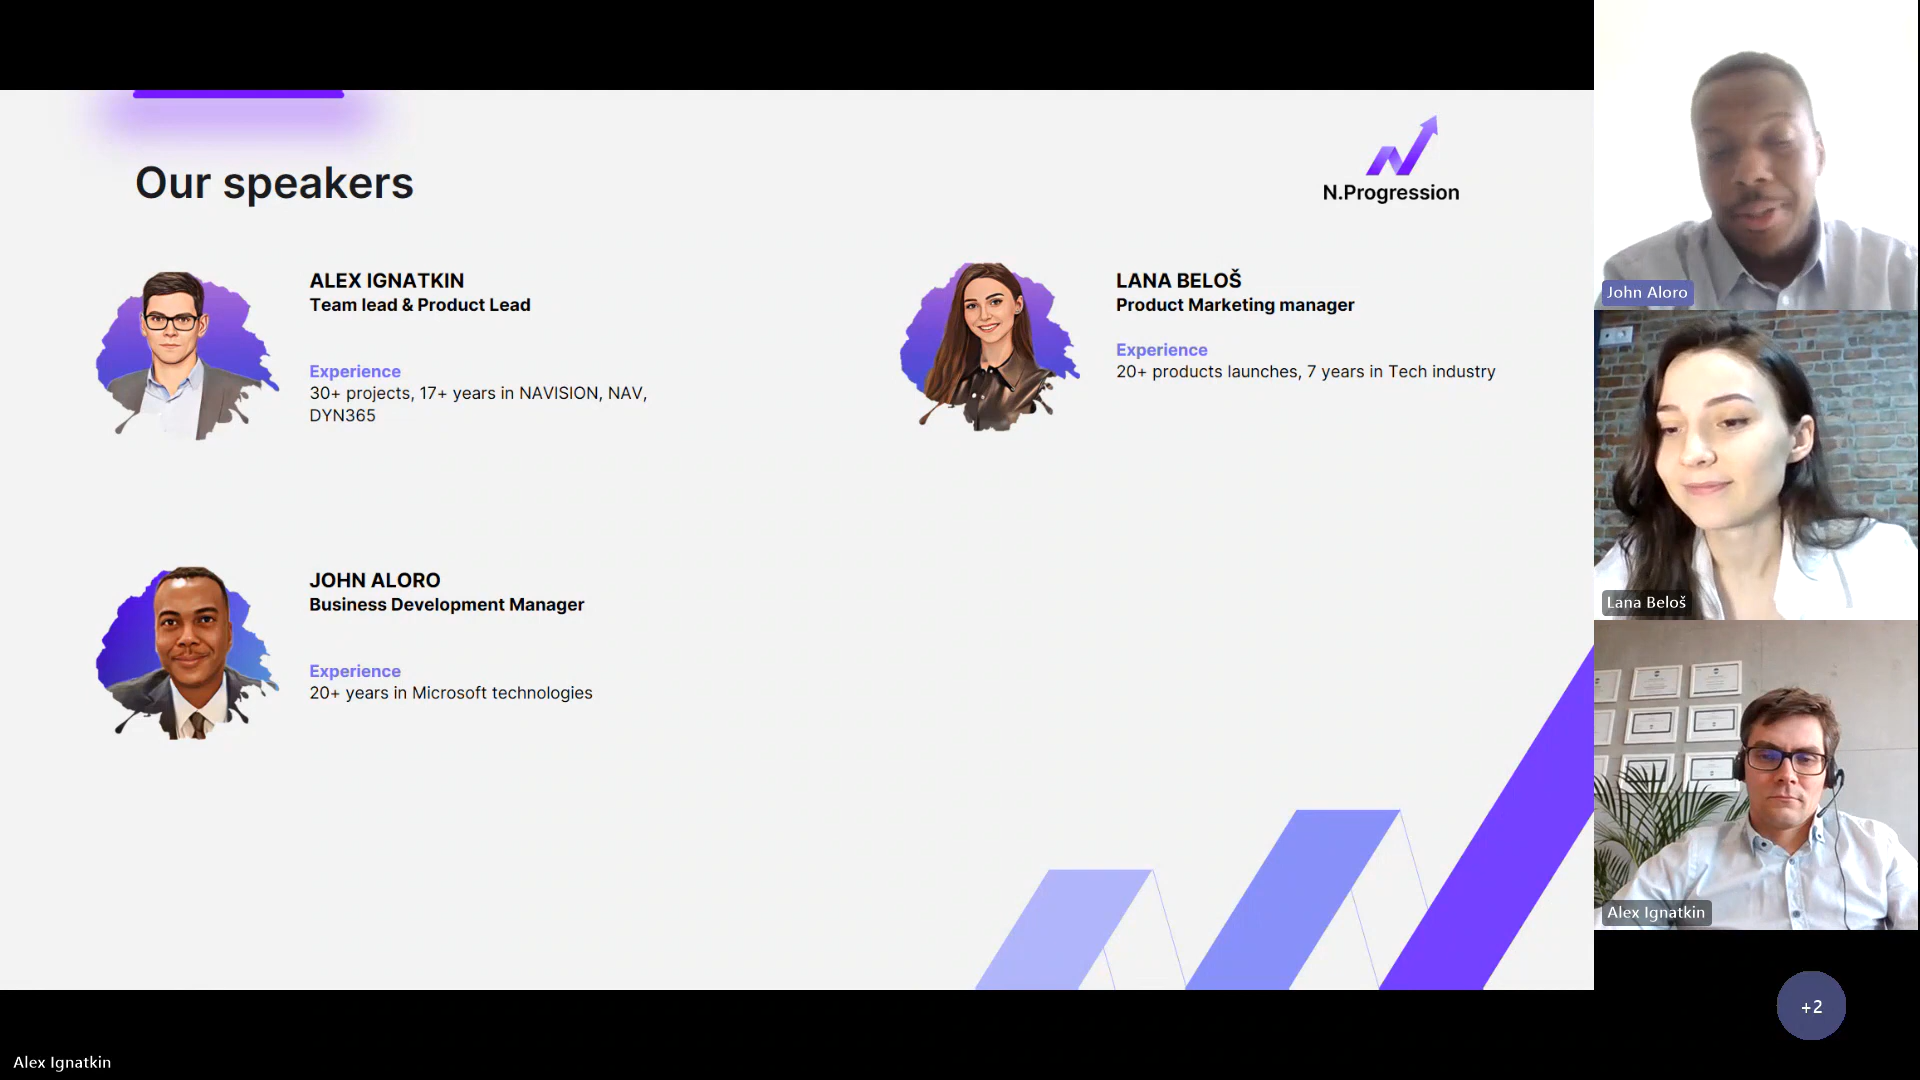 Our speakers
N.Progression
ALEX IGNATKIN
Team lead & Product Lead
Experience
30+ projects, 17+ years in NAVISION, NAV,
DYN365
LANA BELOŠ
Product Marketing manager
Experience
20+ products launches, 7 years in Tech industry
JOHN ALORO
Business Development Manager
Experience
20+ years in Microsoft technologies
John Aloro
Lana Beloš
Alex Ignatkin
+2
Alex Ignatkin